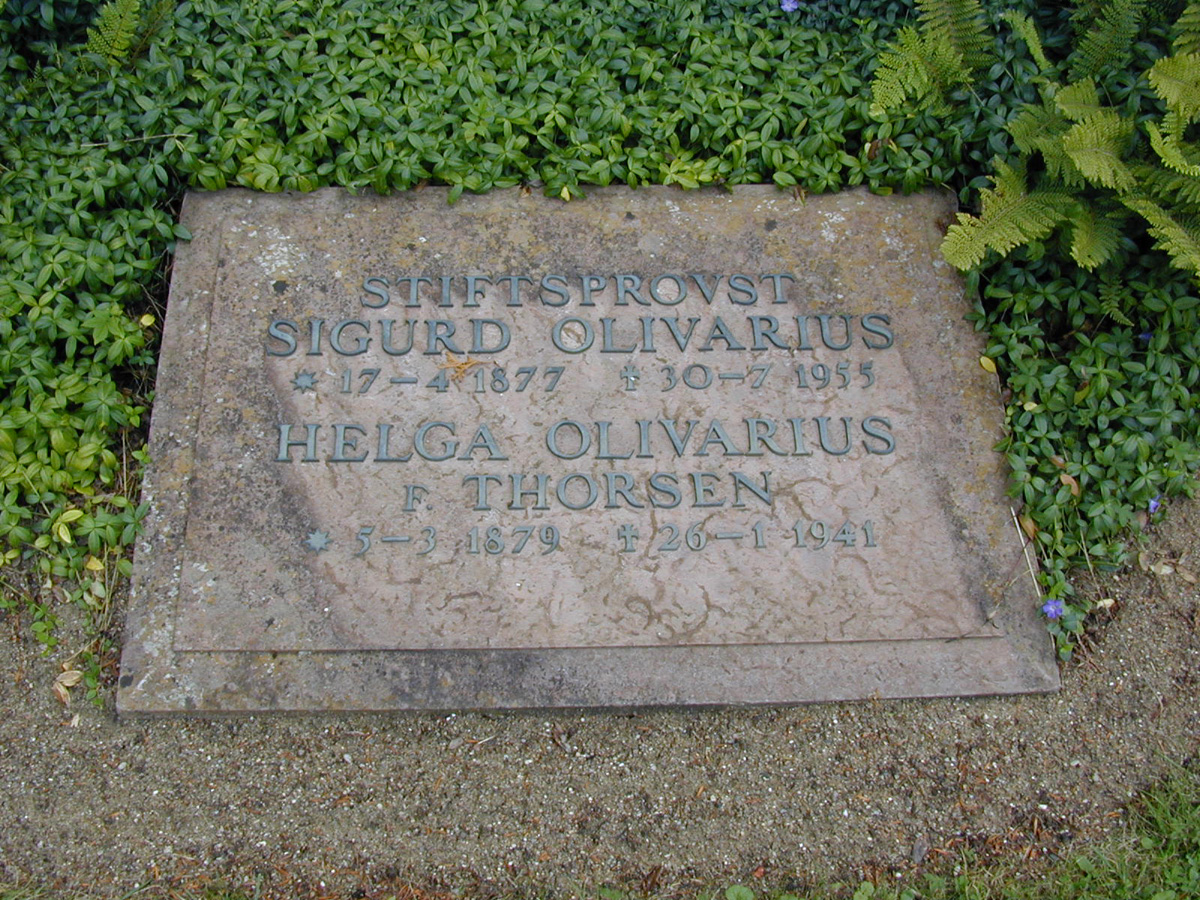 STIFTSPROVST
SIGURD OLIVARIUS
* 17-4 1877 † 30-7 1955
HELGA OLIVARIUS
F. THORSEN
* 5-3 1879 † 26-1 1941